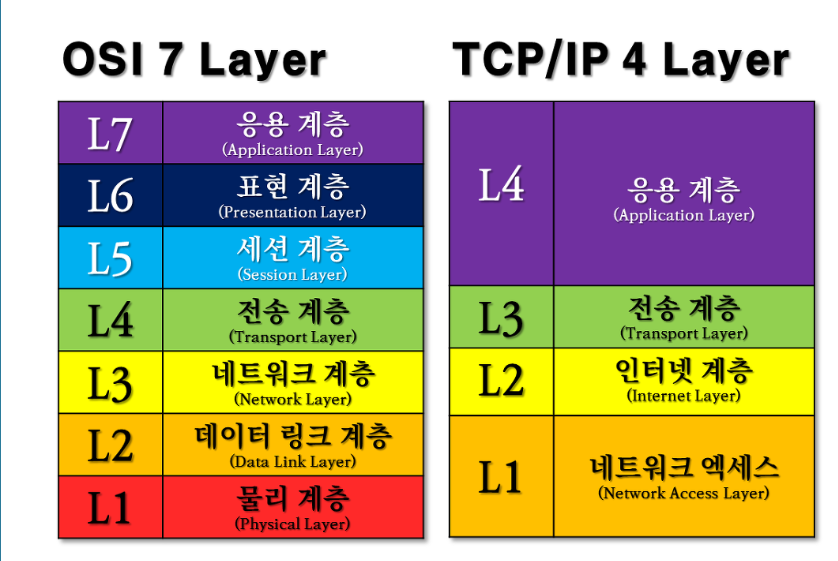 OSI 7 Layer
L7
응용 계층
(Application Layer)
L6
표현 계층
(Presentation Layer)
L5
세션 계층
(Session Layer)
L4
전송 계층
(Transport Layer)
L3
네트워크 계층
(Network Layer)
L2
데이터 링크 계층
(Data Link Layer)
L1
물리 계층
(Physical Layer)
TCP/IP 4 Layer
L4
응용 계층
(Application Layer)
L3
전송 계층
(Transport Layer)
L2
인터넷 계층
(Internet Layer)
L1
네트워크 엑세스
(Network Access Layer)